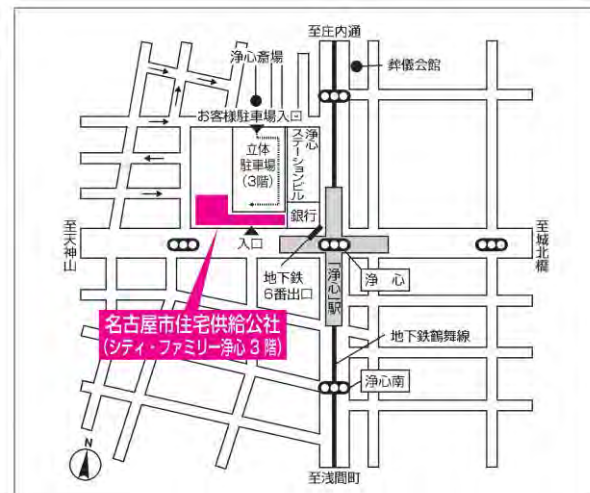 至庄内通
浄心斎場
葬儀会館
お客様駐車場入口
立体
駐車場
(3階)
浄心
ステーションビル
銀行
入口
至天神山
至城北橋
地下鉄
6番出口
「浄心」駅
浄心
名古屋市住宅供給公社
(シティ・ファミリー浄心 3 階)
地下鉄鶴舞線
浄心南
N
至浅間町